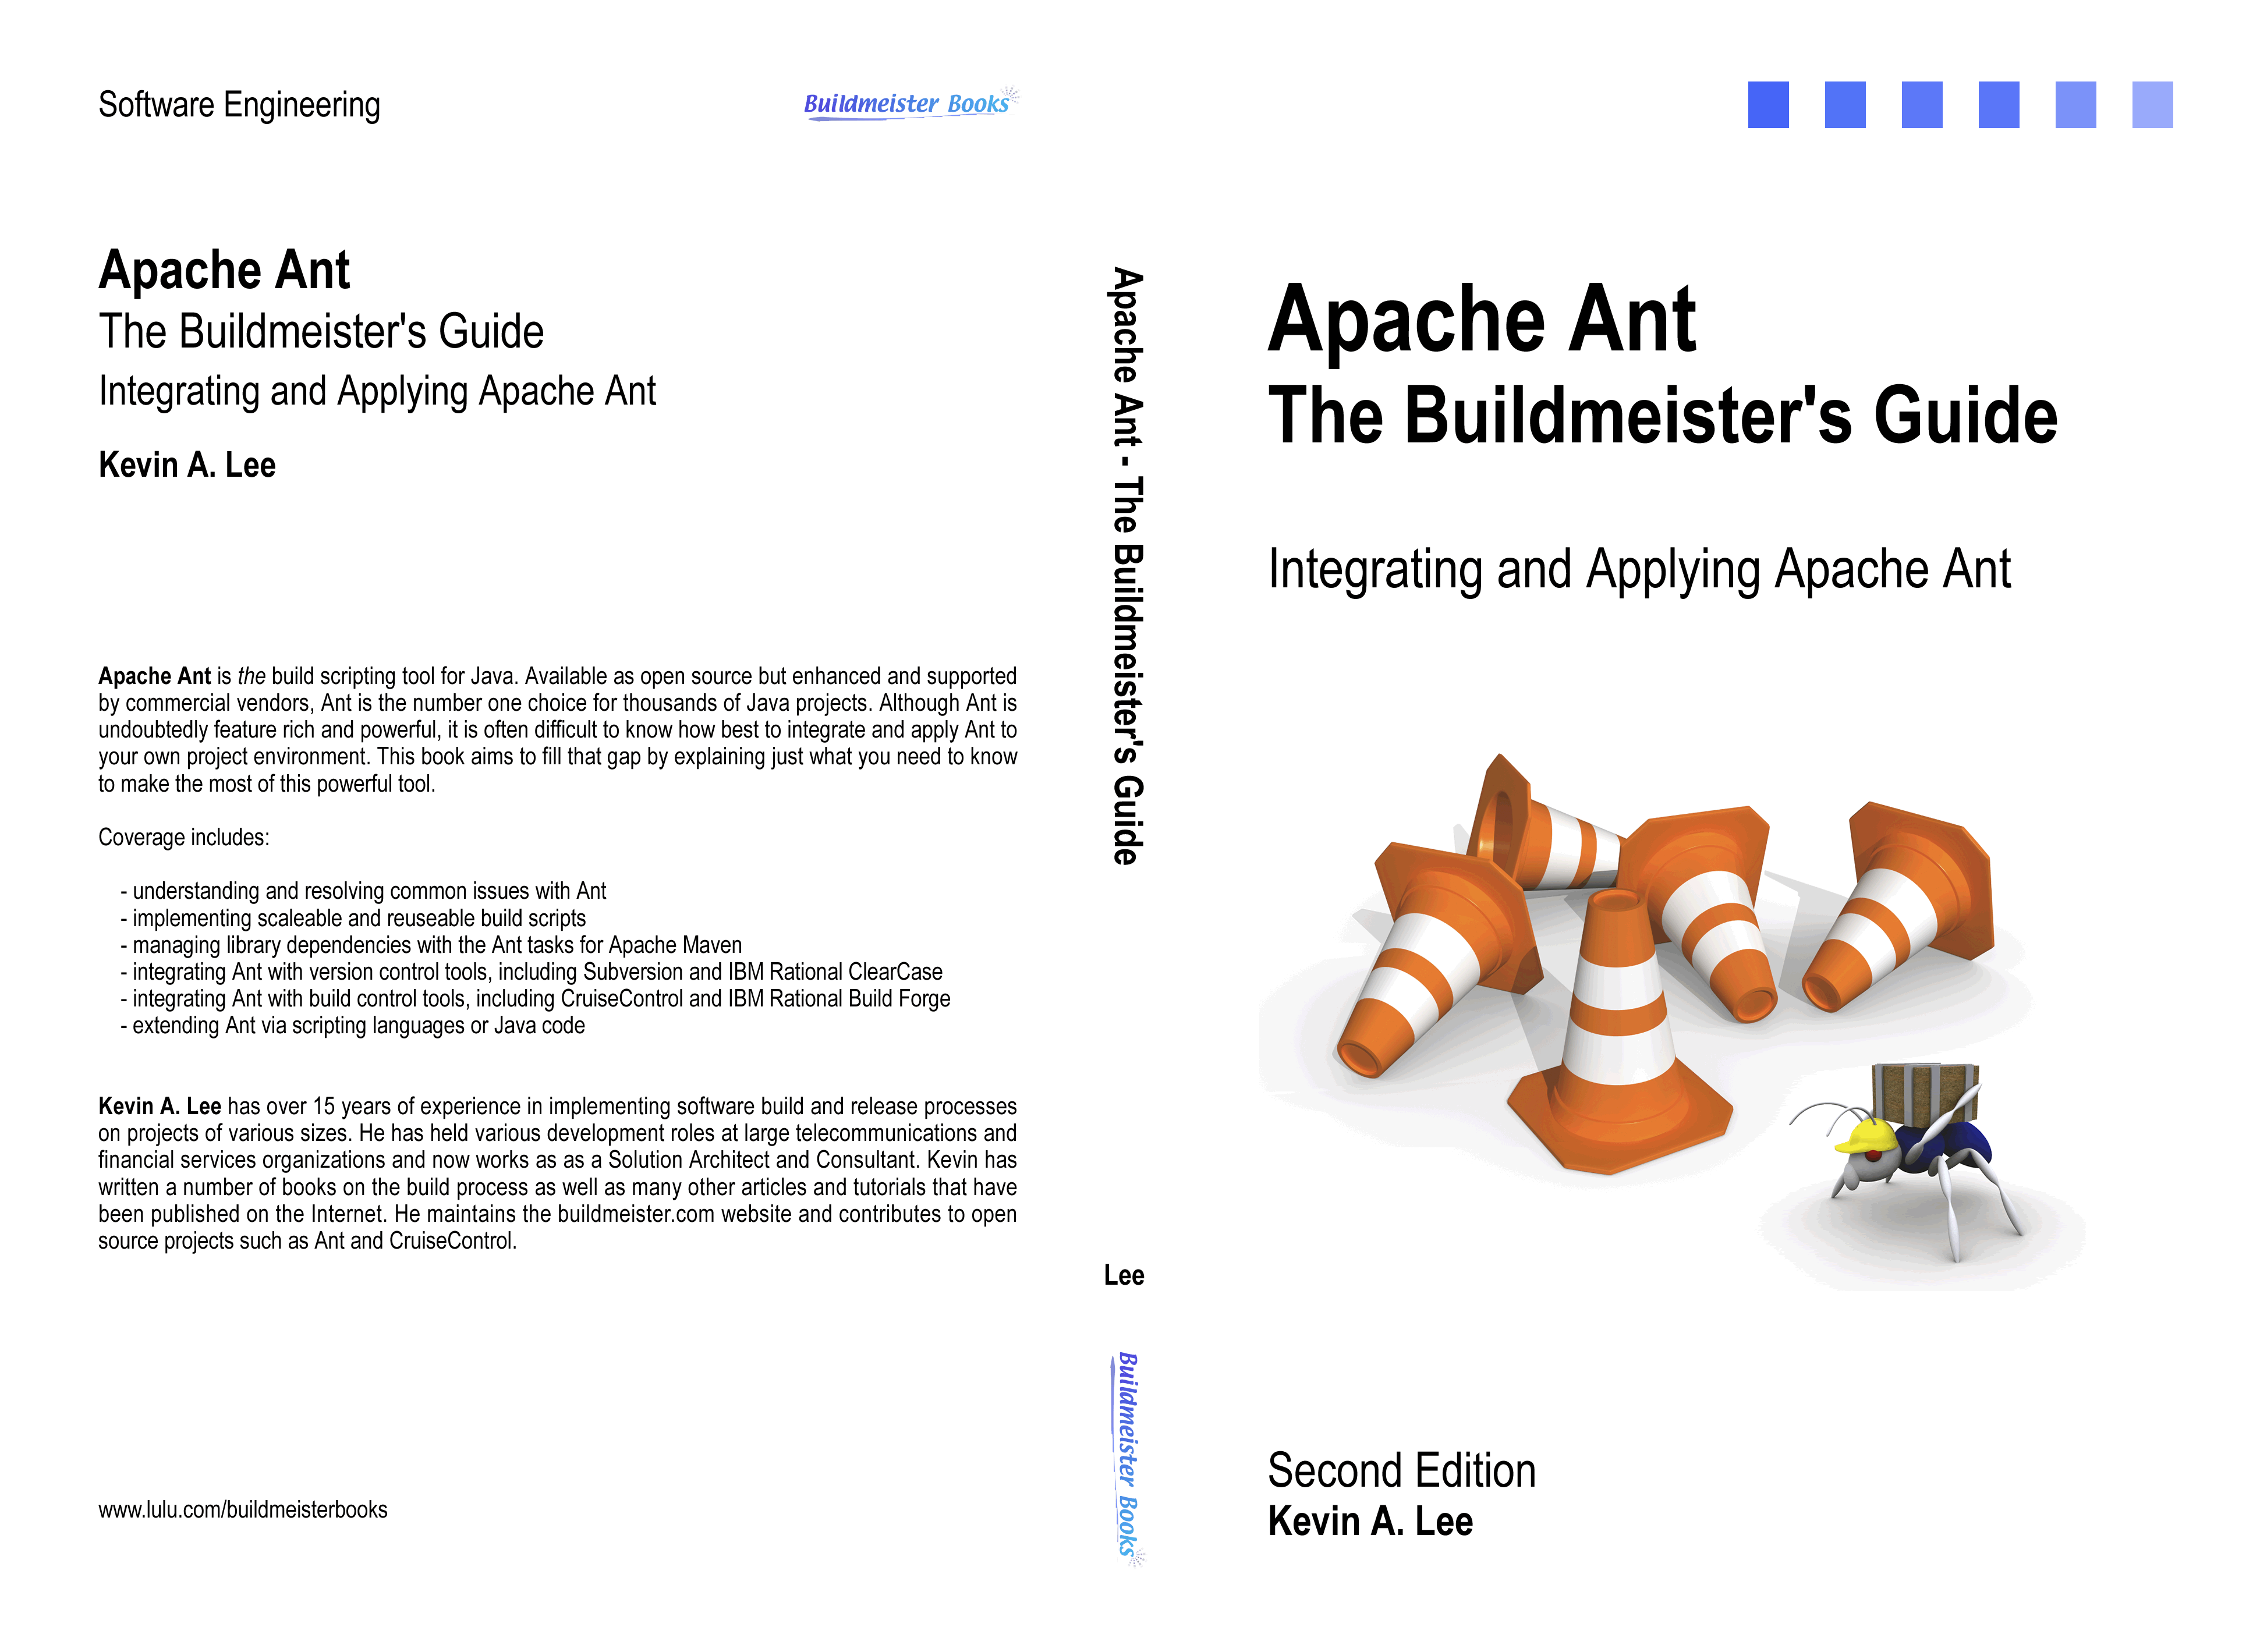 Software Engineering
Buildmeister Books
Apache Ant
The Buildmeister's Guide
Integrating and Applying Apache Ant
Kevin A. Lee
Apache Ant is the build scripting tool for Java. Available as open source but enhanced and supported
by commercial vendors, Ant is the number one choice for thousands of Java projects. Although Ant is
undoubtedly feature rich and powerful, it is often difficult to know how best to integrate and apply Ant to
your own project environment. This book aims to fill that gap by explaining just what you need to know
to make the most of this powerful tool.
Coverage includes:
- understanding and resolving common issues with Ant
- implementing scaleable and reuseable build scripts
- managing library dependencies with the Ant tasks for Apache Maven
- integrating Ant with version control tools, including Subversion and IBM Rational ClearCase
- integrating Ant with build control tools, including CruiseControl and IBM Rational Build Forge
- extending Ant via scripting languages or Java code
Kevin A. Lee has over 15 years of experience in implementing software build and release processes
on projects of various sizes. He has held various development roles at large telecommunications and
financial services organizations and now works as as a Solution Architect and Consultant. Kevin has
written a number of books on the build process as well as many other articles and tutorials that have
been published on the Internet. He maintains the buildmeister.com website and contributes to open
source projects such as Ant and CruiseControl.
www.lulu.com/buildmeisterbooks
Apache Ant - The Buildmeister's Guide
Lee
Buildmeister Books
Apache Ant
The Buildmeister's Guide
Integrating and Applying Apache Ant
Second Edition
Kevin A. Lee